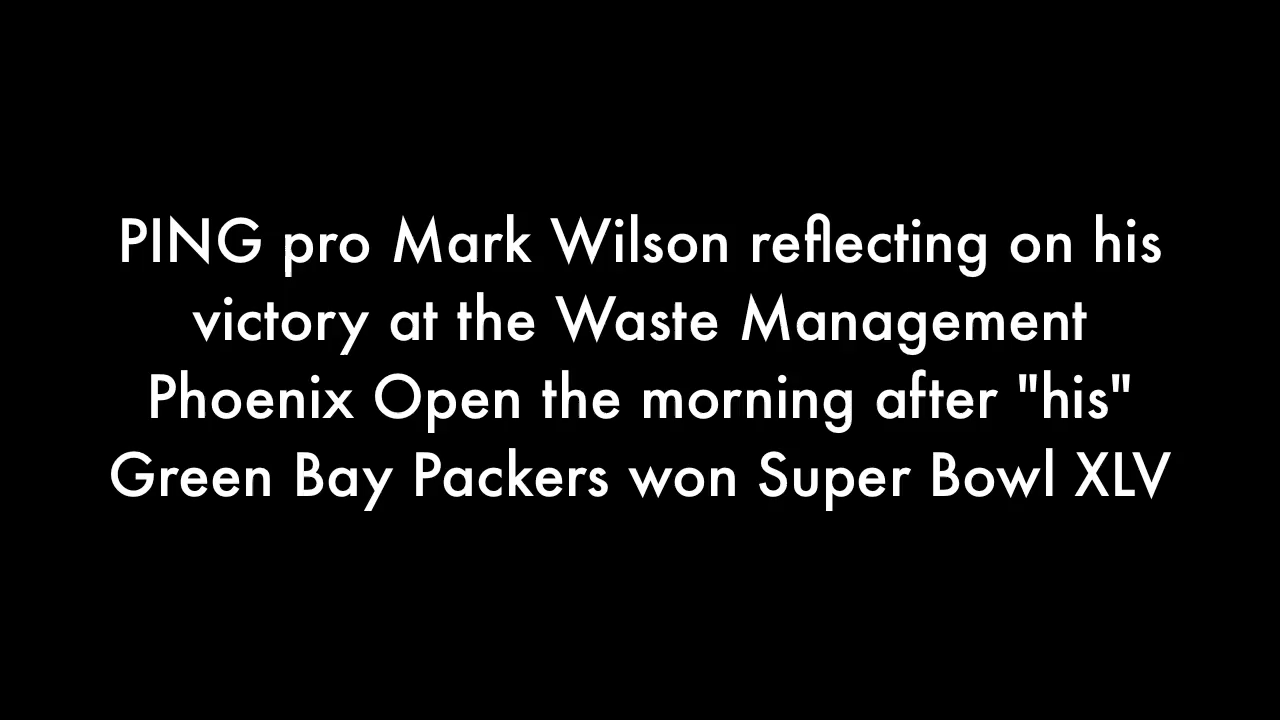 PING pro Mark Wilson reflecting on his
victory at the Waste Management
Phoenix Open the morning after "his"
Green Bay Packers won Super Bowl XLV